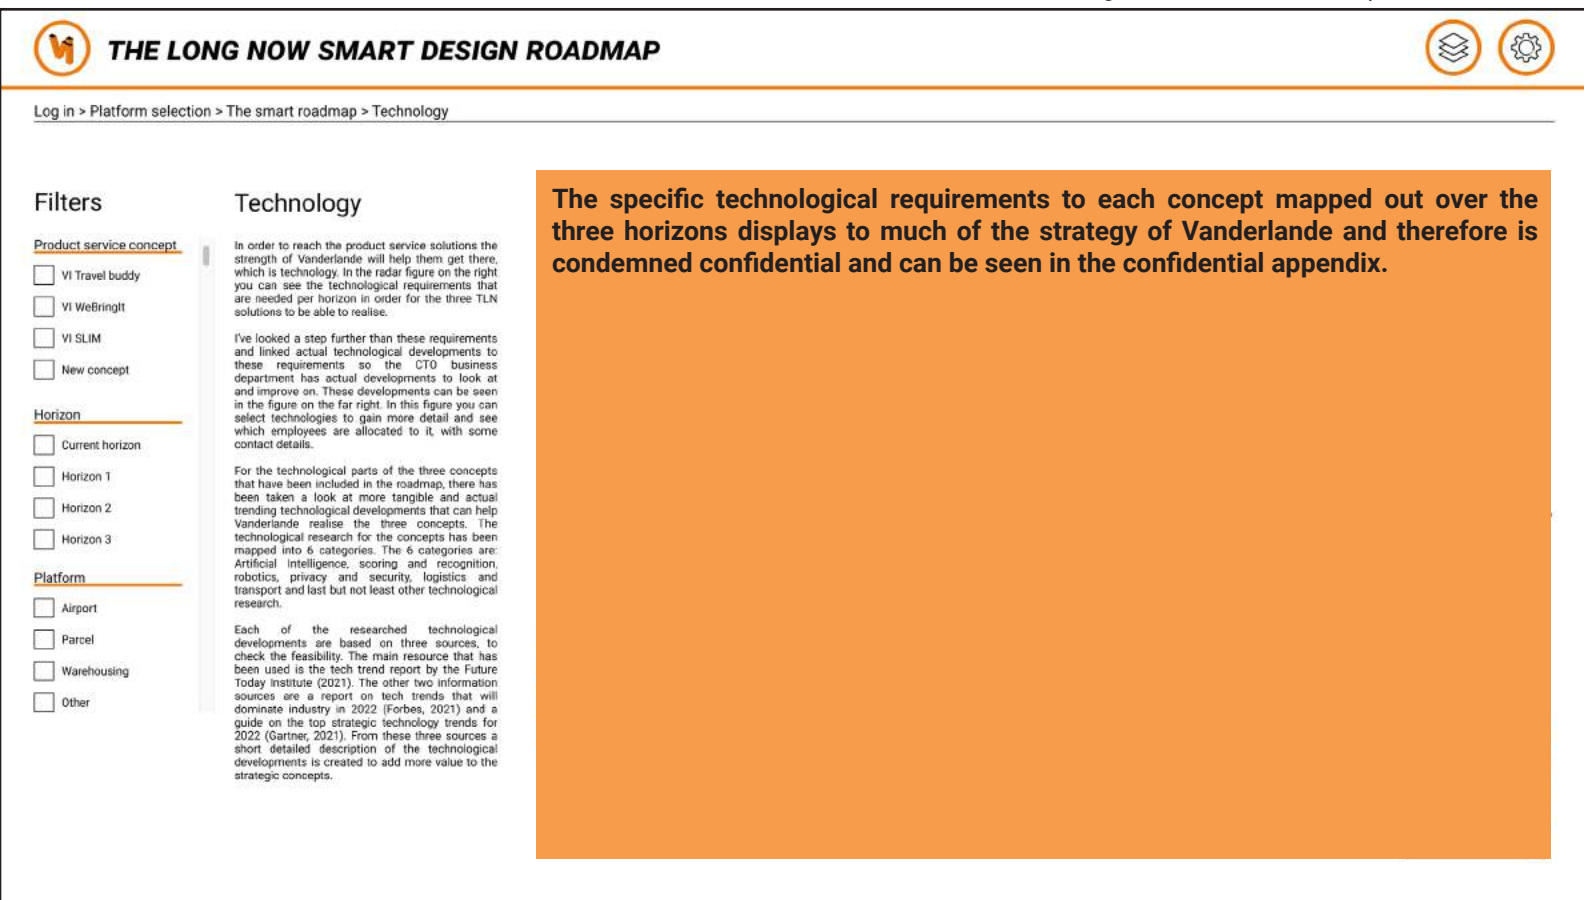 THE LONG NOW SMART DESIGN ROADMAP
Log in > Platform selection > The smart roadmap > Technology
Filters
Product service concept
VI Travel buddy
VI WeBringIt
VI SLIM
New concept
Horizon
Current horizon
Horizon 1
Horizon 2
Horizon 3
Platform
Airport
Parcel
Warehousing
Other
Technology
In order to reach the product service solutions the
strength of Vanderlande will help them get there,
which is technology. In the radar figure on the right
you can see the technological requirements that
are needed per horizon in order for the three TLN
solutions to be able to realise.
I've looked a step further than these requirements
and linked actual technological developments to
these requirements so the CTO business
department has actual developments to look at
and improve on. These developments can be seen
in the figure on the far right. In this figure you can
select technologies to gain more detail and see
which employees are allocated to it, with some
contact details.
For the technological parts of the three concepts
that have been included in the roadmap, there has
been taken a look at more tangible and actual
trending technological developments that can help
Vanderlande realise the three concepts. The
technological research for the concepts has been
mapped into 6 categories. The 6 categories are:
Artificial Intelligence, scoring and recognition,
robotics, privacy and security, logistics and
transport and last but not least other technological
research.
Each of the researched technological
developments are based on three sources, to
check the feasibility. The main resource that has
been used is the tech trend report by the Future
Today Institute (2021). The other two information
sources are a report on tech trends that will
dominate industry in 2022 (Forbes, 2021) and a
guide on the top strategic technology trends for
2022 (Gartner, 2021). From these three sources a
short detailed description of the technological
developments is created to add more value to the
strategic concepts.
The specific technological requirements to each concept mapped out over the
three horizons displays to much of the strategy of Vanderlande and therefore is
condemned confidential and can be seen in the confidential appendix.